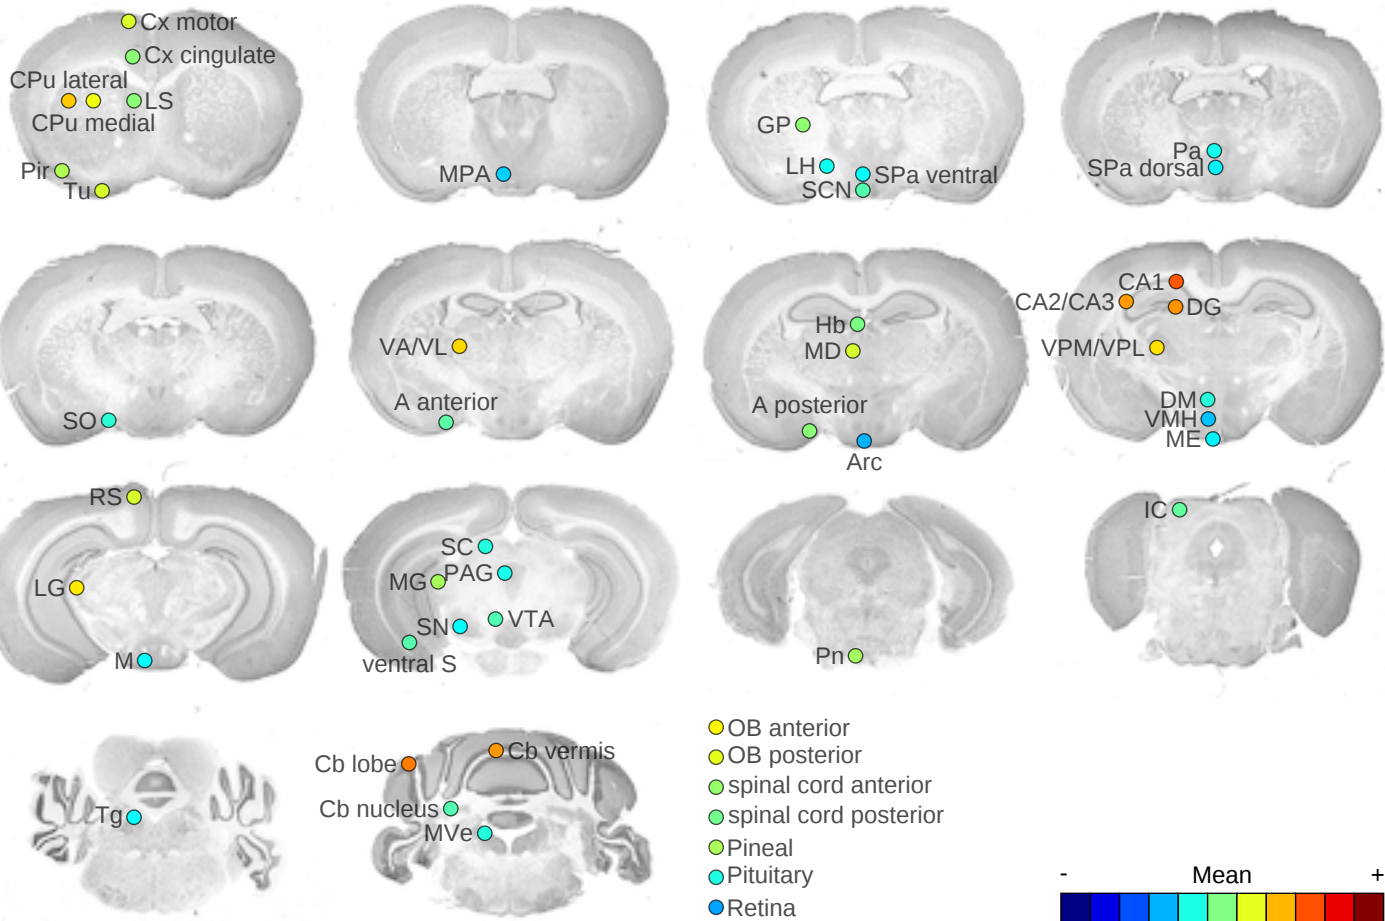 Cx motor
Cx cingulate
CPu lateral
LS
CPu medial
Pir
Tu
MPA
GP
LH
SPa ventral
SCN
Pa
SPa dorsal
SO
VA/VL
A anterior
Hb
MD
A posterior
Arc
CA1
CA2/CA3
DG
VPM/VPL
DM
VMH
ME
RS
LG
M
SC
PAG
MG
SN
VTA
ventral S
Pn
IC
Tg
Cb lobe
Cb vermis
Cb nucleus
MVe
OB anterior
OB posterior
spinal cord anterior
spinal cord posterior
Pineal
Pituitary
Retina
- Mean +